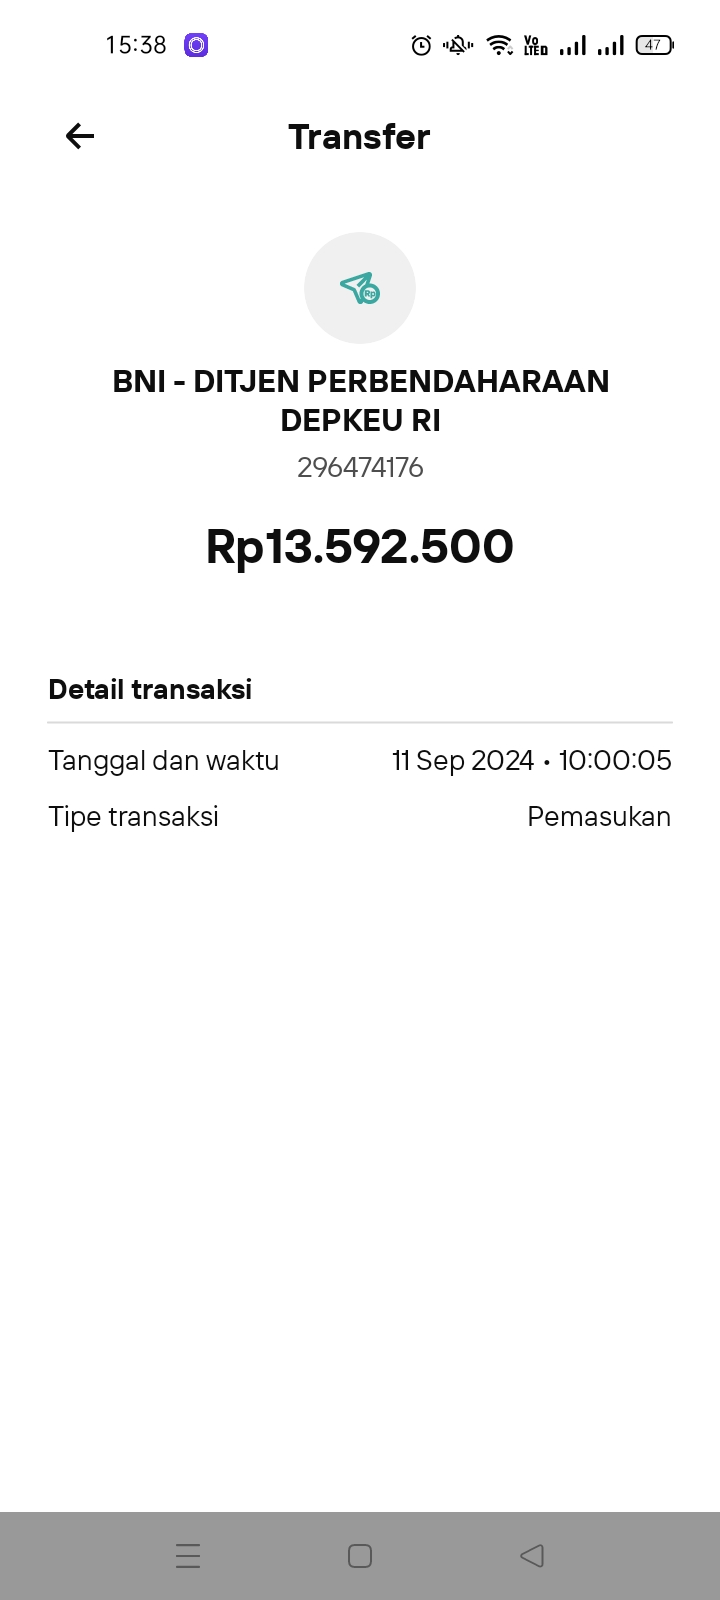 15:38
VoLTED
47
Transfer
Rp
BNI - DITJEN PERBENDAHARAAN
DEPKEU RI
296474176
Rp13.592.500
Detail transaksi
Tanggal dan waktu 11 Sep 2024 • 10:00:05
Tipe transaksi Pemasukan